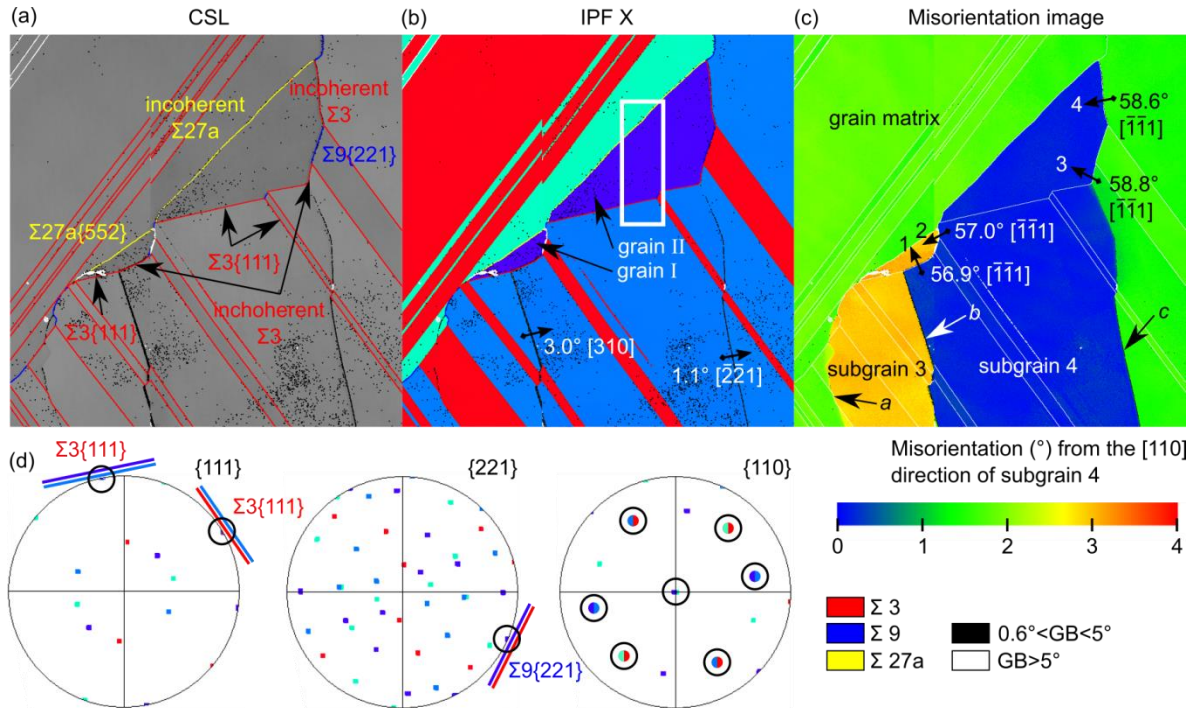 (a)
CSL
(b)
IPF X
(c)
Misorientation image
incoherent
Σ27a
incoherent
Σ3
Σ9{221}
Σ27a{552}
Σ3{111}
Σ3{111}
inchoherent
Σ3
grain II
grain I
3.0° [310]
1.1° [2̅2̅1]
grain matrix
4
58.6°
[1̅1̅1]
3
58.8°
[1̅1̅1]
2
1
57.0° [1̅1̅1]
56.9° [1̅1̅1]
b
c
subgrain 3
subgrain 4
a
(d)
Σ3{111}
{111}
Σ3{111}
{221}
Σ9{221}
{110}
Misorientation (°) from the [110]
direction of subgrain 4
0 1 2 3 4
Σ 3
Σ 9
Σ 27a
0.6°<GB<5°
GB>5°